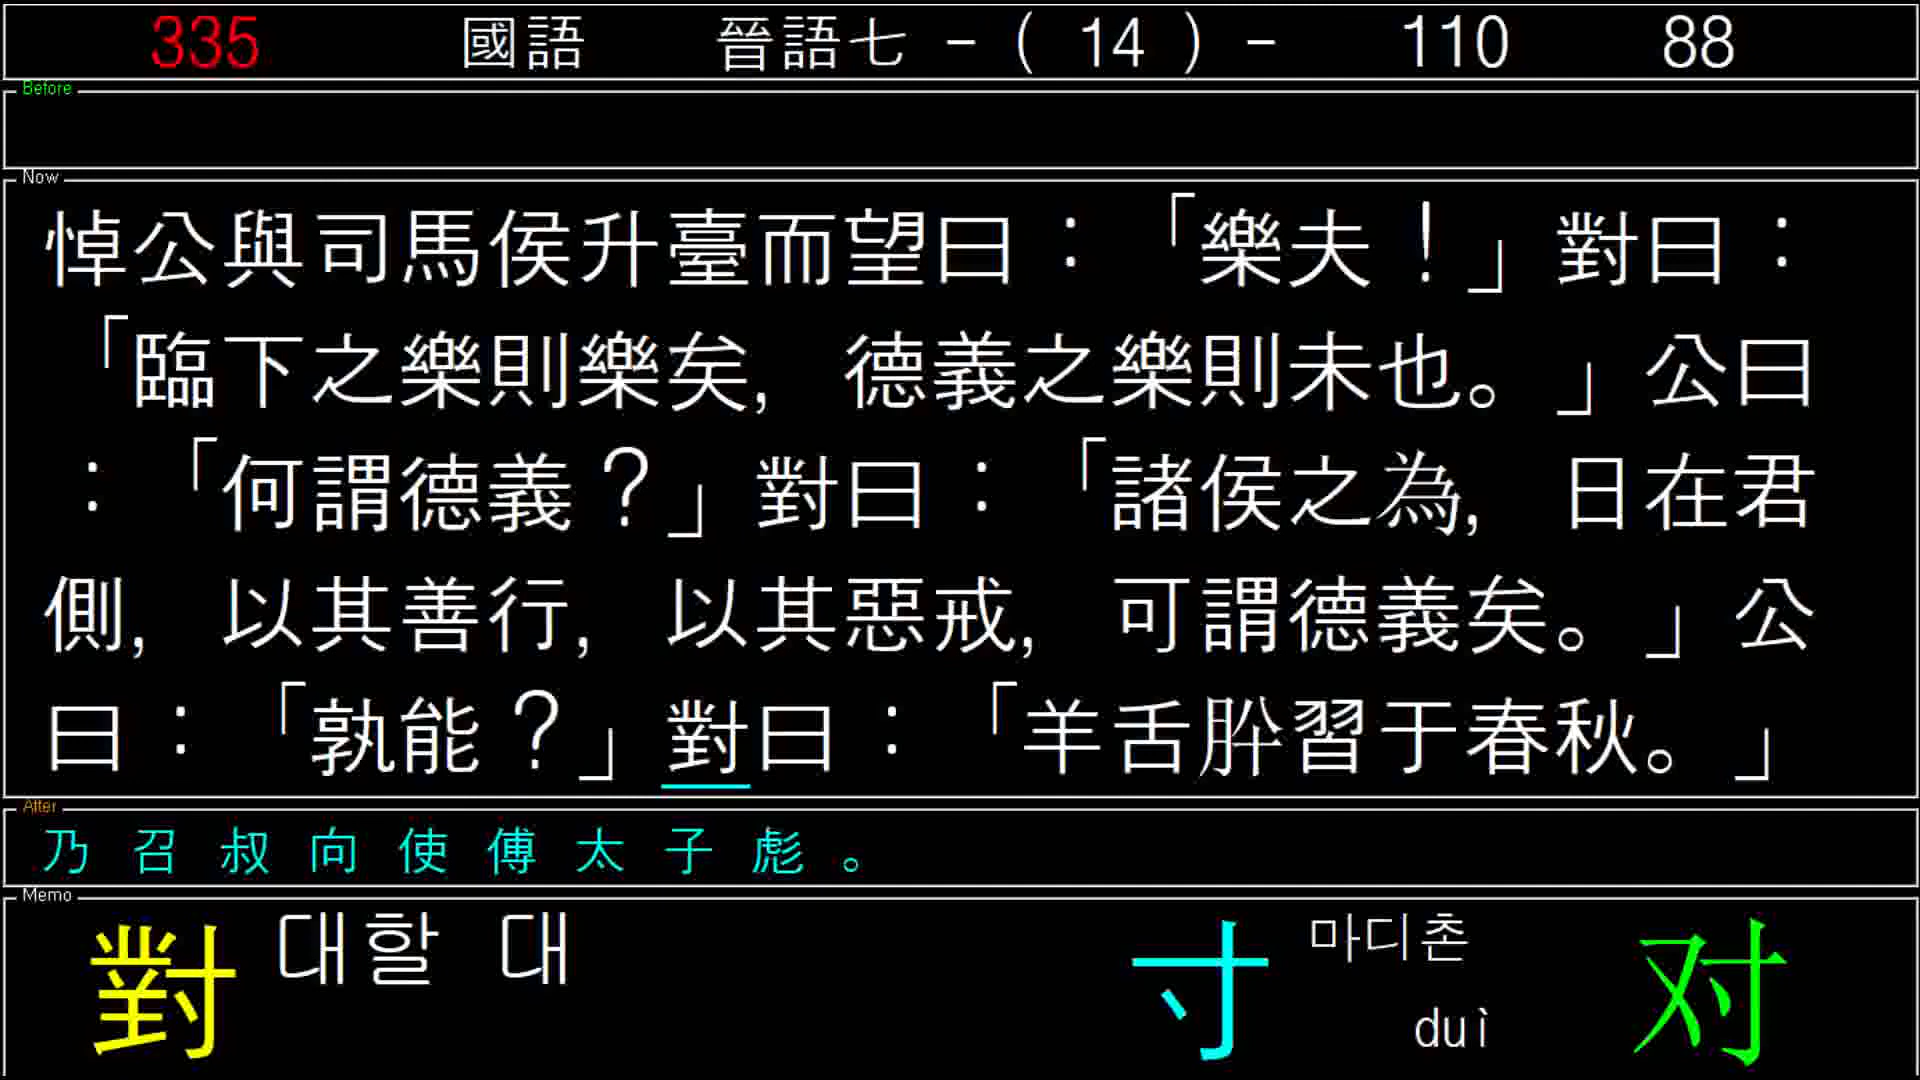 335 國語 晉語七 - ( 14 ) - 110 88
Before
Now
悼公與司馬侯升臺而望曰：「樂夫！」對曰：
「臨下之樂則樂矣，德義之樂則未也。」公曰
：「何謂德義？」對曰：「諸侯之為，日在君
側，以其善行，以其惡戒，可謂德義矣。」公
曰：「孰能？」對曰：「羊舌肸習于春秋。」
After
乃召叔向使傅太子彪。
Memo
對 대할 대 寸 마디촌 duì 对